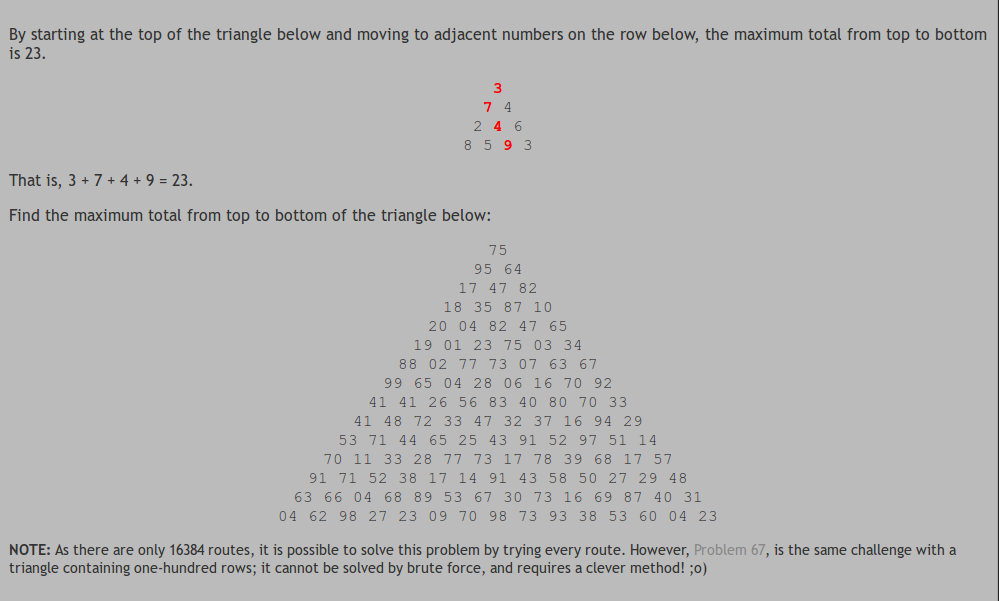 By starting at the top of the triangle below and moving to adjacent numbers on the row below, the maximum total from top to bottom
is 23.
3
7 4
2 4 6
8 5 9 3
That is, 3 + 7 + 4 + 9 = 23.
Find the maximum total from top to bottom of the triangle below:
75
95 64
17 47 82
18 35 87 10
20 04 82 47 65
19 01 23 75 03 34
88 02 77 73 07 63 67
99 65 04 28 06 16 70 92
41 41 26 56 83 40 80 70 33
41 48 72 33 47 32 37 16 94 29
53 71 44 65 25 43 91 52 97 51 14
70 11 33 28 77 73 17 78 39 68 17 57
91 71 52 38 17 14 91 43 58 50 27 29 48
63 66 04 68 89 53 67 30 73 16 69 87 40 31
04 62 98 27 23 09 70 98 73 93 38 53 60 04 23
NOTE: As there are only 16384 routes, it is possible to solve this problem by trying every route. However, Problem 67, is the same challenge with a
triangle containing one-hundred rows; it cannot be solved by brute force, and requires a clever method! ;o)